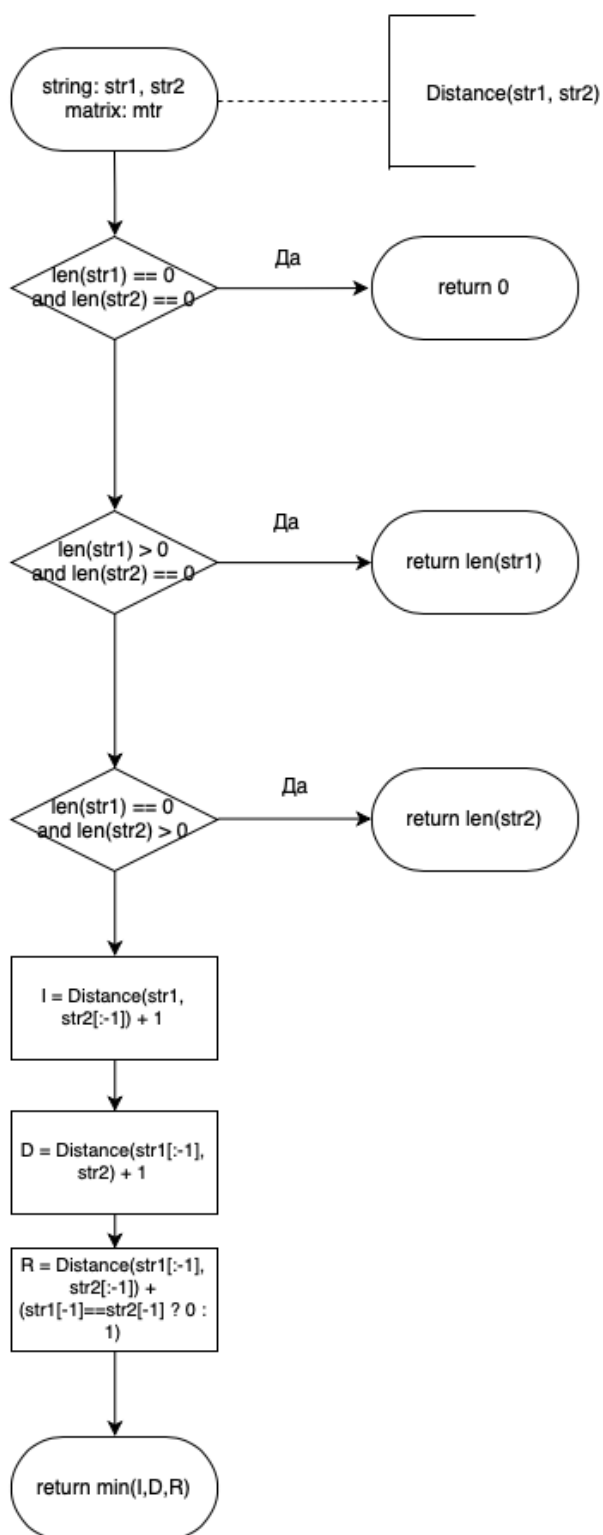 string: str1, str2
matrix: mtr
Distance(str1, str2)
len(str1) == 0
and len(str2) == 0
Да
return 0
len(str1) > 0
and len(str2) == 0
Да
return len(str1)
len(str1) == 0
and len(str2) > 0
Да
return len(str2)
I = Distance(str1,
str2[:-1]) + 1
D = Distance(str1[:-1],
str2) + 1
R = Distance(str1[:-1],
str2[:-1]) +
(str1[-1]==str2[-1] ? 0 :
1)
return min(I,D,R)